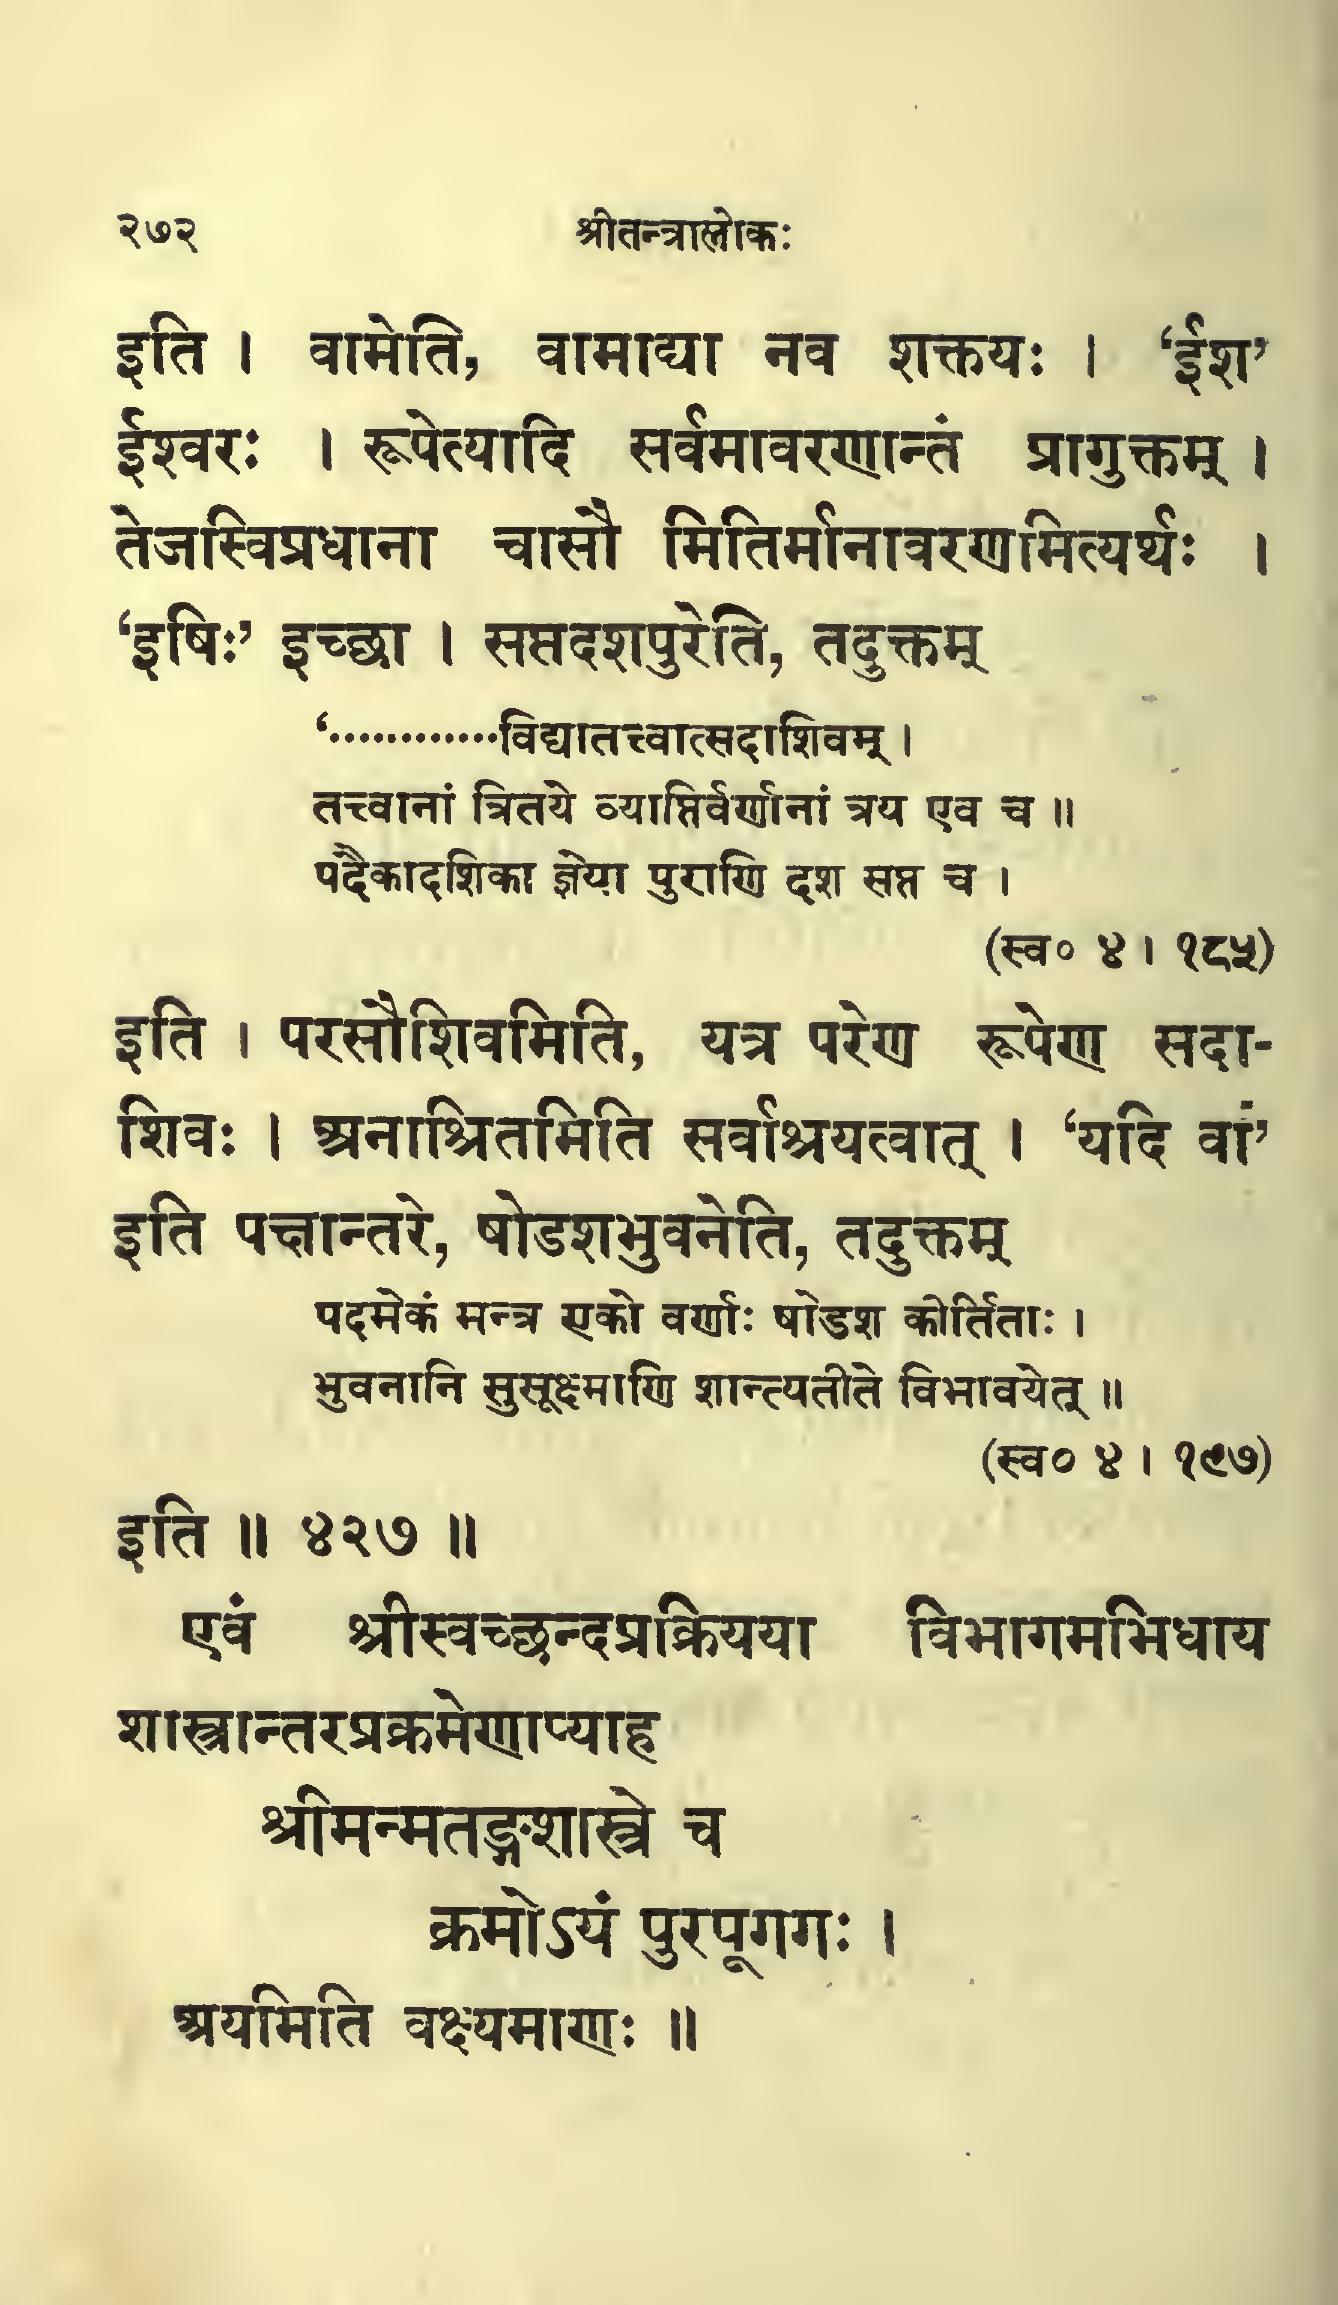 २७२ श्रीतन्त्रालोकः
इति । वामेति, वामाद्या नव शक्तयः । ‘ईश’
ईश्वरः । रूपेत्यादि सर्वमावरणान्तं प्रागुक्तम् ।
तेजस्विप्रधाना चासौ मितिर्मानावरणमित्यर्थः ।
‘इषिः’ इच्छा । सप्तदशपुरेति, तदुक्तम्
‘............विद्यातत्त्वात्सदाशिवम् ।
तत्त्वानां त्रितये व्याप्तिर्वर्णानां त्रय एव च ॥
पदैकादशिका ज्ञेया पुराणि दश सप्त च ।
(स्व० ४ । १८५)
इति । परसौशिवमिति, यत्र परेण रूपेण सदा-
शिवः । अनाश्रितमिति सर्वाश्रयत्वात् । ‘यदि वां’
इति पक्षान्तरे, षोडशभुवनेति, तदुक्तम्
पदमेकं मन्त्र एको वर्णाः षोडश कीर्तिताः ।
भुवनानि सुसूक्ष्माणि शान्त्यतीते विभावयेत् ॥
(स्व० ४ । १९७)
इति ॥ ४२७ ॥
एवं श्रीस्वच्छन्दप्रक्रियया विभागमभिधाय
शास्त्रान्तरप्रक्रमेणाप्याह
श्रीमन्मतङ्गशास्त्रे च
क्रमोऽयं पुरपूगगः ।
अयमिति वक्ष्यमाणः ॥